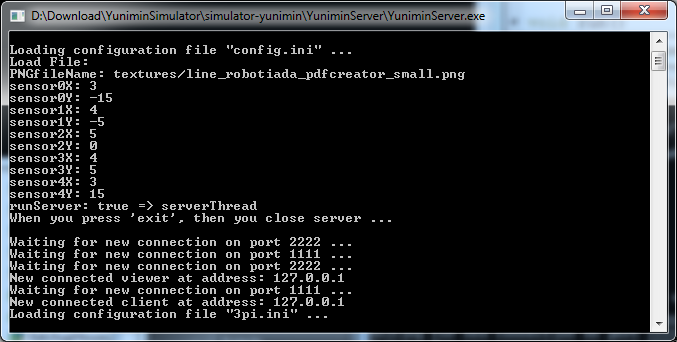 D:\Download\YuniminSimulator\simulator-yunimin\YuniminServer\YuniminServer.exe
Loading configuration file "config.ini" ...
Load File:
PNGfileName: textures/line_robotiada_pdfcreator_small.png
sensor0X: 3
sensor0Y: -15
sensor1X: 4
sensor1Y: -5
sensor2X: 5
sensor2Y: 0
sensor3X: 4
sensor3Y: 5
sensor4X: 3
sensor4Y: 15
runServer: true => serverThread
When you press 'exit', then you close server ...
Waiting for new connection on port 2222 ...
Waiting for new connection on port 1111 ...
Waiting for new connection on port 2222 ...
New connected viewer at address: 127.0.0.1
Waiting for new connection on port 1111 ...
New connected client at address: 127.0.0.1
Loading configuration file "3pi.ini" ...